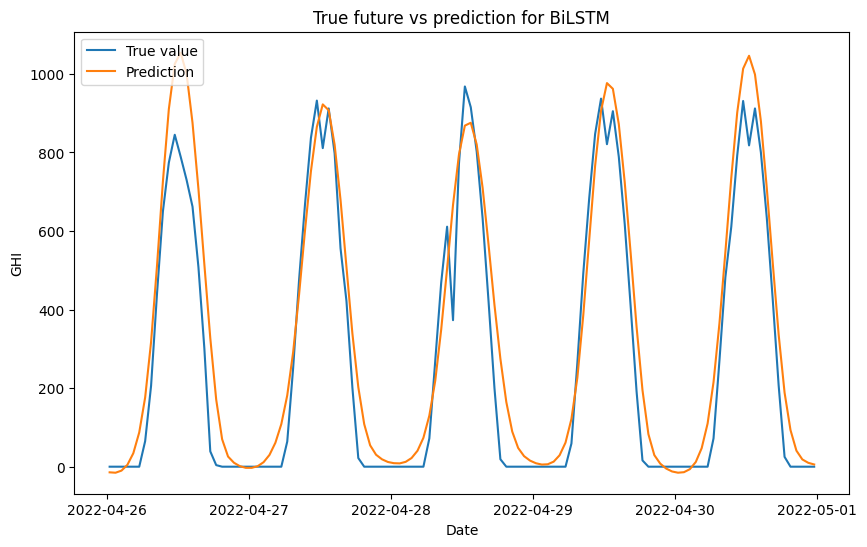 True future vs prediction for BiLSTM
True value
Prediction
1000
800
600
400
200
0
GHI
2022-04-26
2022-04-27
2022-04-28
2022-04-29
2022-04-30
2022-05-01
Date